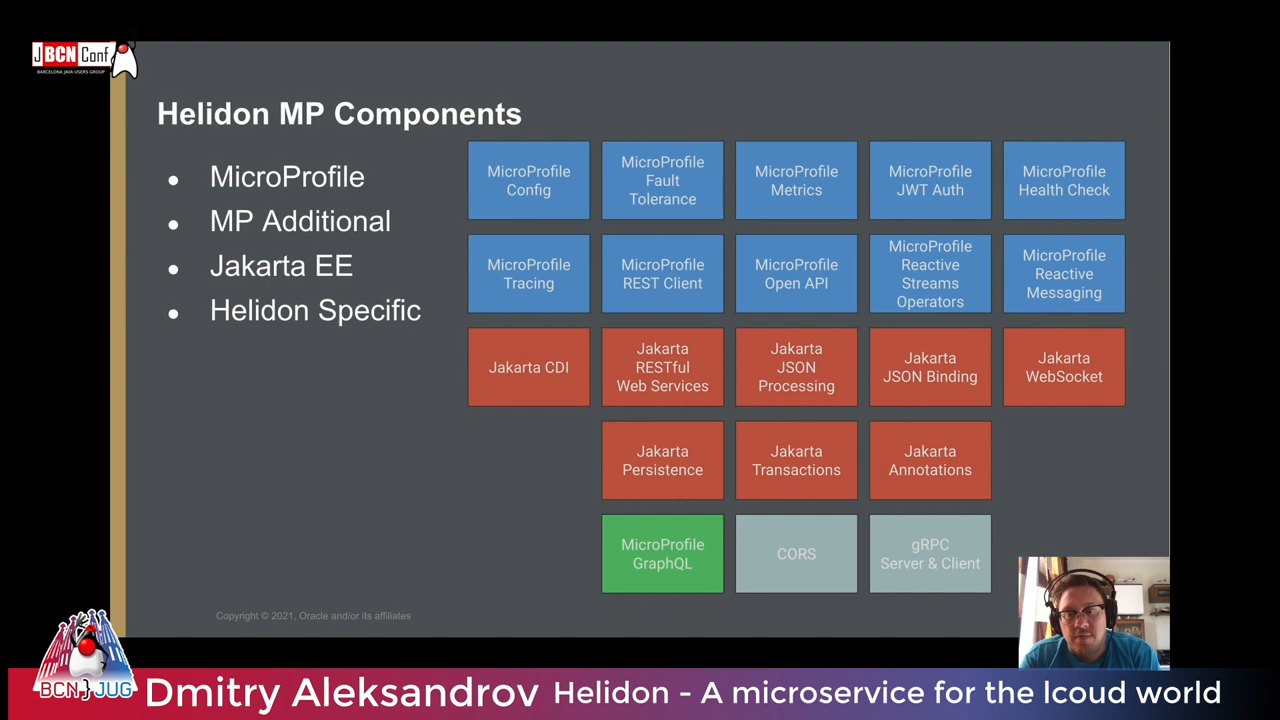 JBCNConf
BARCELONA JAVA USERS GROUP
Helidon MP Components
MicroProfile
MP Additional
Jakarta EE
Helidon Specific
MicroProfile
Config
MicroProfile
Fault
Tolerance
MicroProfile
Metrics
MicroProfile
JWT Auth
MicroProfile
Health Check
MicroProfile
Tracing
MicroProfile
REST Client
MicroProfile
Open API
MicroProfile
Reactive
Streams
Operators
MicroProfile
Reactive
Messaging
Jakarta CDI
Jakarta
RESTful
Web Services
Jakarta
JSON
Processing
Jakarta
JSON Binding
Jakarta
WebSocket
Jakarta
Persistence
Jakarta
Transactions
Jakarta
Annotations
MicroProfile
GraphQL
CORS
gRPC
Server & Client
Copyright © 2021, Oracle and/or its affiliates
BCN JUG
Dmitry Aleksandrov Helidon - A microservice for the lcoud world